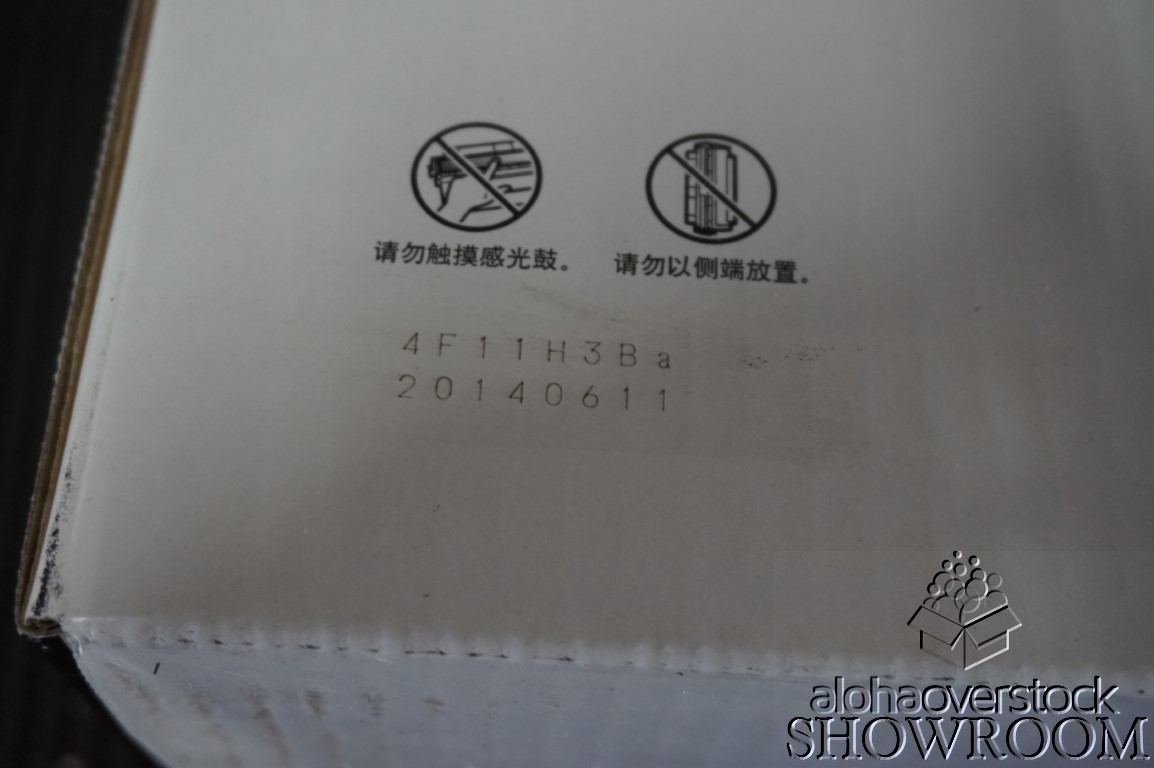 请勿触摸感光鼓。
请勿以侧端放置。
4F11H3Ba
20140611
alohaoverstock
SHOWROOM